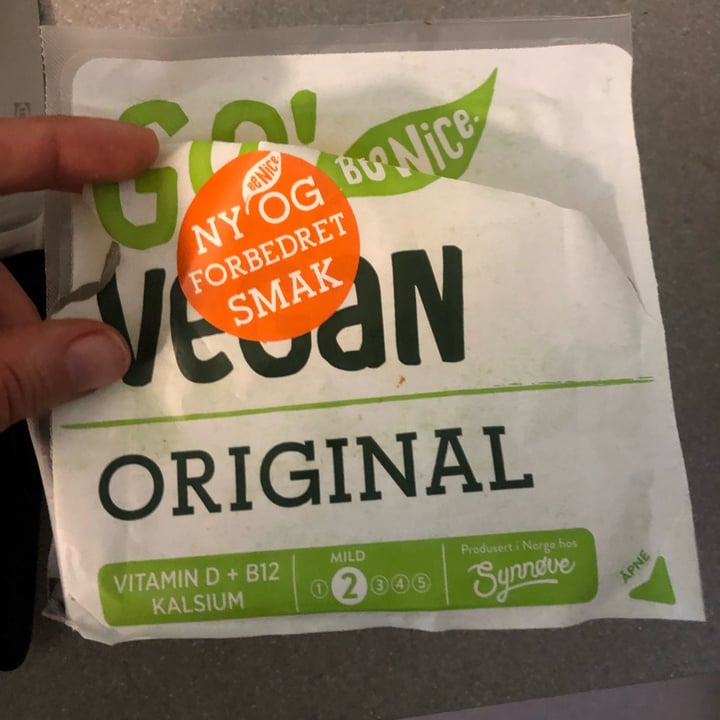 GO!
BeNice.
BeNice.
NY OG
FORBEDRET
SMAK
VEGAN
ORIGINAL
VITAMIN D + B12
KALSIUM
MILD
1 2 3 4 5
Produsert i Norge hos
Synnøve
ÅPNE